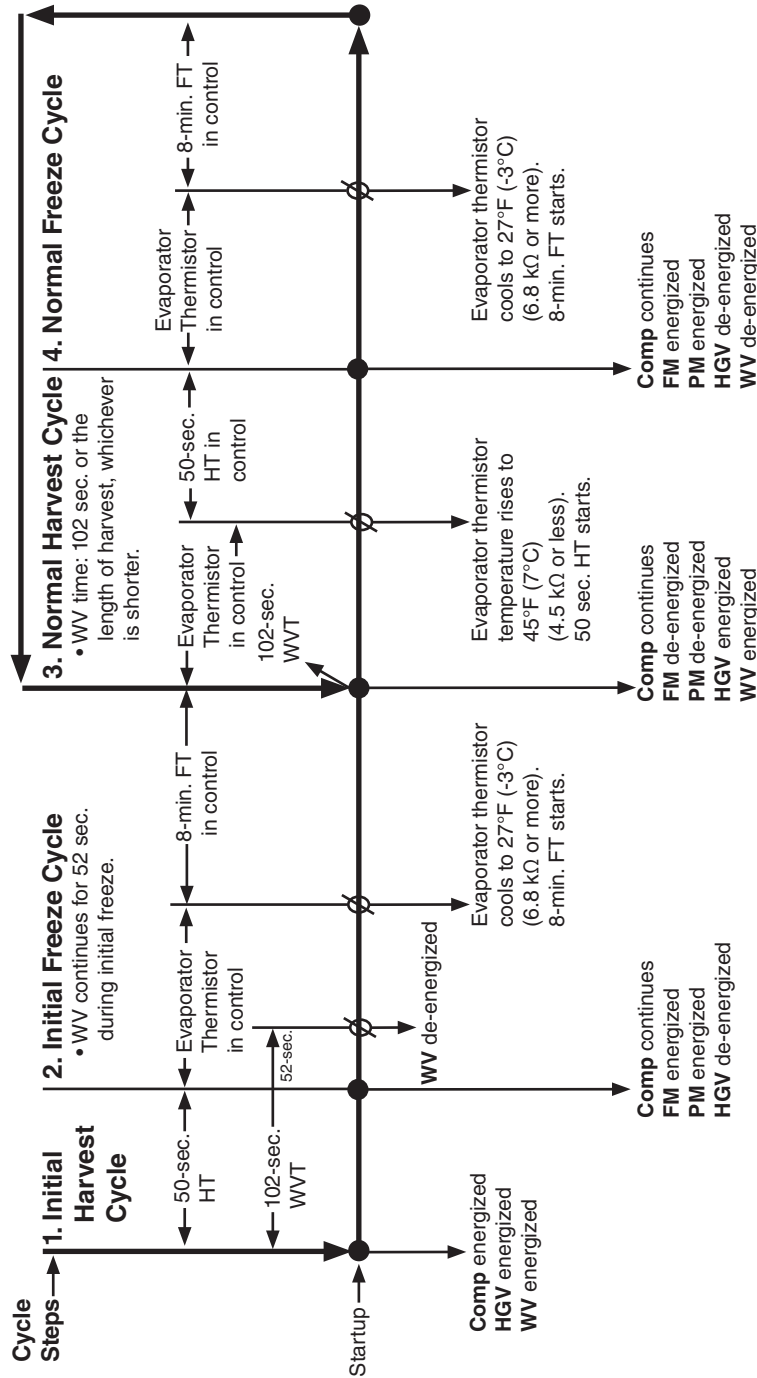 Cycle
Steps
1. Initial
Harvest
Cycle
2. Initial Freeze Cycle
• WV continues for 52 sec.
during initial freeze.
3. Normal Harvest Cycle
• WV time: 102 sec. or the
length of harvest, whichever
is shorter.
4. Normal Freeze Cycle
50-sec.
HT
102-sec.
WVT
52-sec.
Evaporator
Thermistor
in control
8-min. FT
in control
Evaporator
Thermistor
in control
102-sec.
WVT
50-sec.
HT in
control
Evaporator
Thermistor
in control
8-min. FT
in control
Startup
Comp energized
HGV energized
WV energized
WV de-energized
Comp continues
FM energized
PM energized
HGV de-energized
Evaporator thermistor
cools to 27°F (-3°C)
(6.8 kΩ or more).
8-min. FT starts.
Comp continues
FM de-energized
PM de-energized
HGV energized
WV energized
Evaporator thermistor
temperature rises to
45°F (7°C)
(4.5 kΩ or less).
50 sec. HT starts.
Comp continues
FM energized
PM energized
HGV de-energized
WV de-energized
Evaporator thermistor
cools to 27°F (-3°C)
(6.8 kΩ or more).
8-min. FT starts.